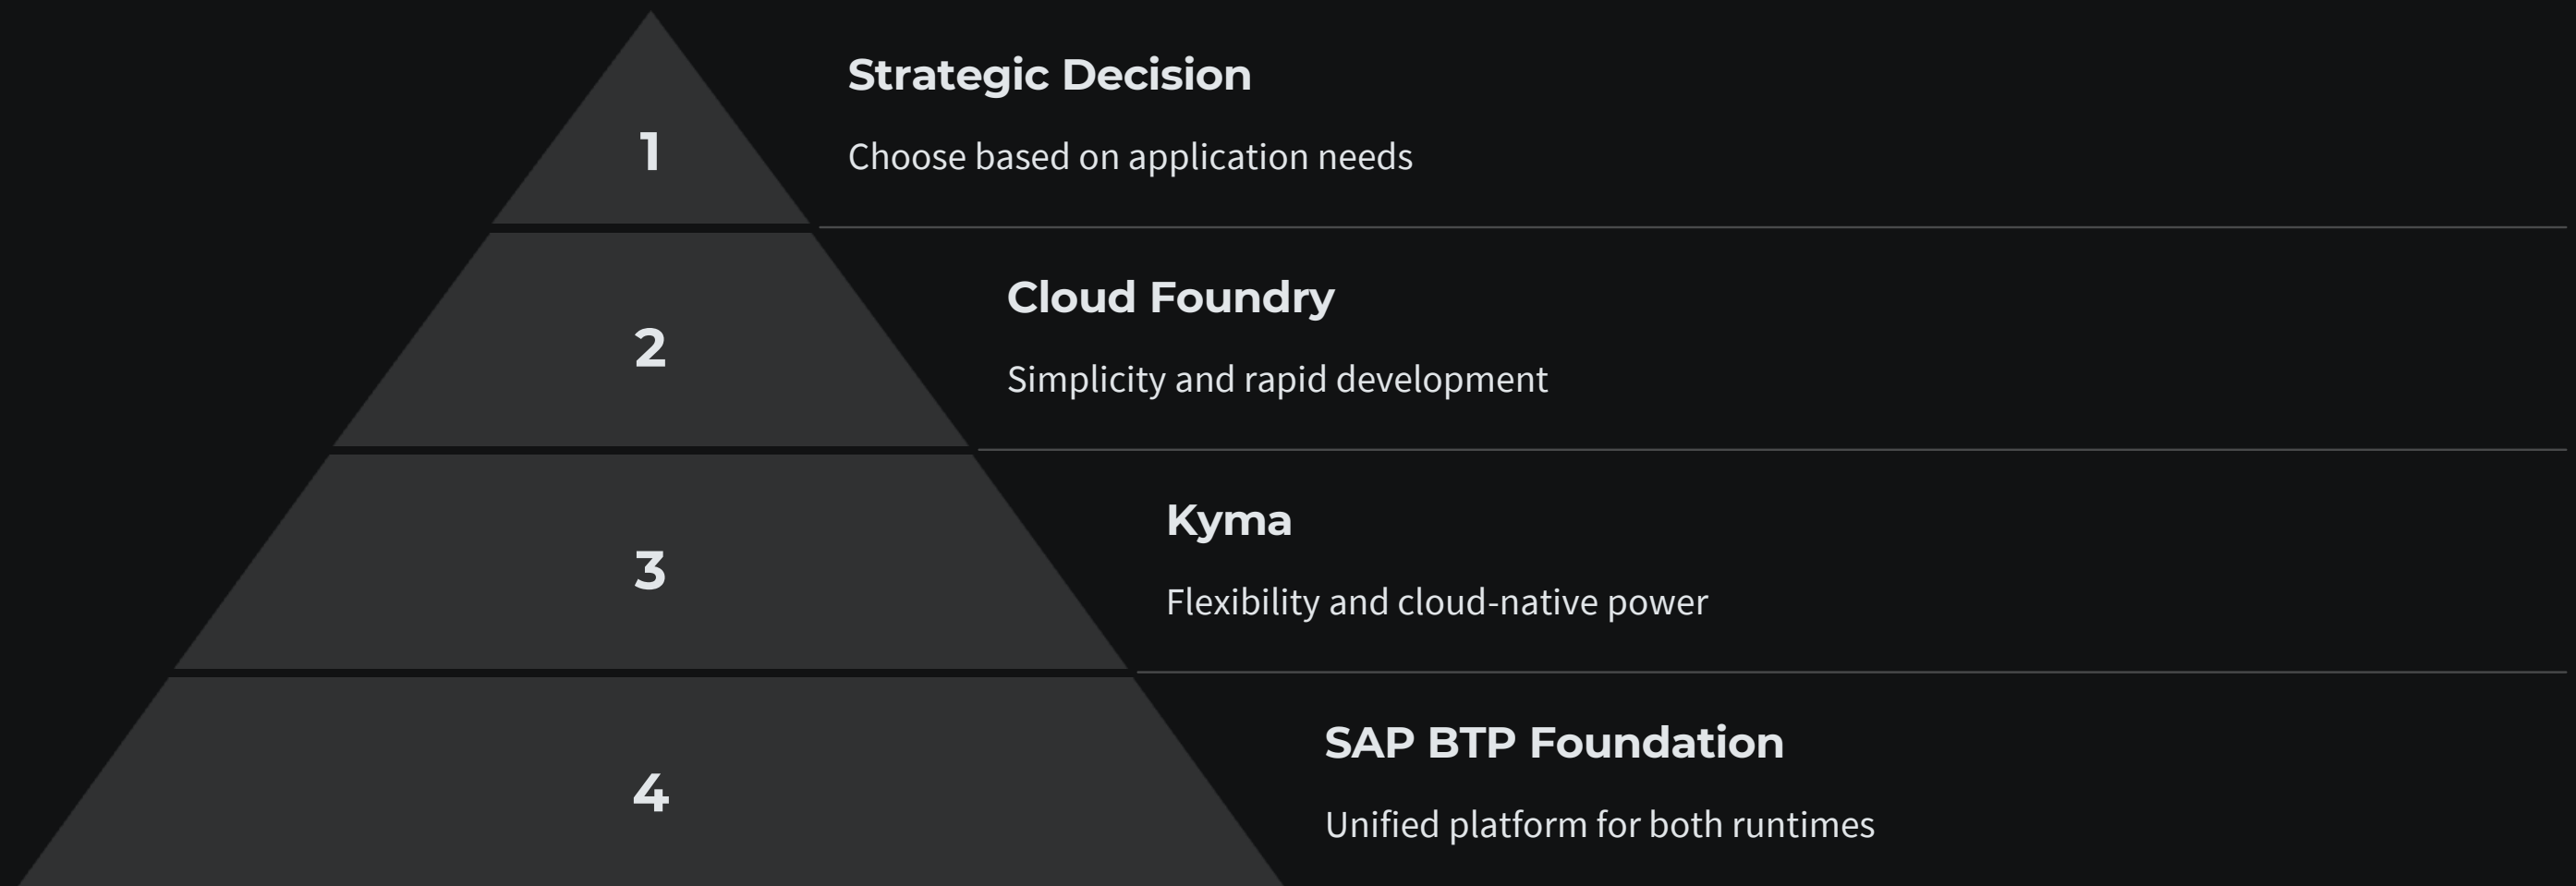 1
Strategic Decision
Choose based on application needs
2
Cloud Foundry
Simplicity and rapid development
3
Kyma
Flexibility and cloud-native power
4
SAP BTP Foundation
Unified platform for both runtimes